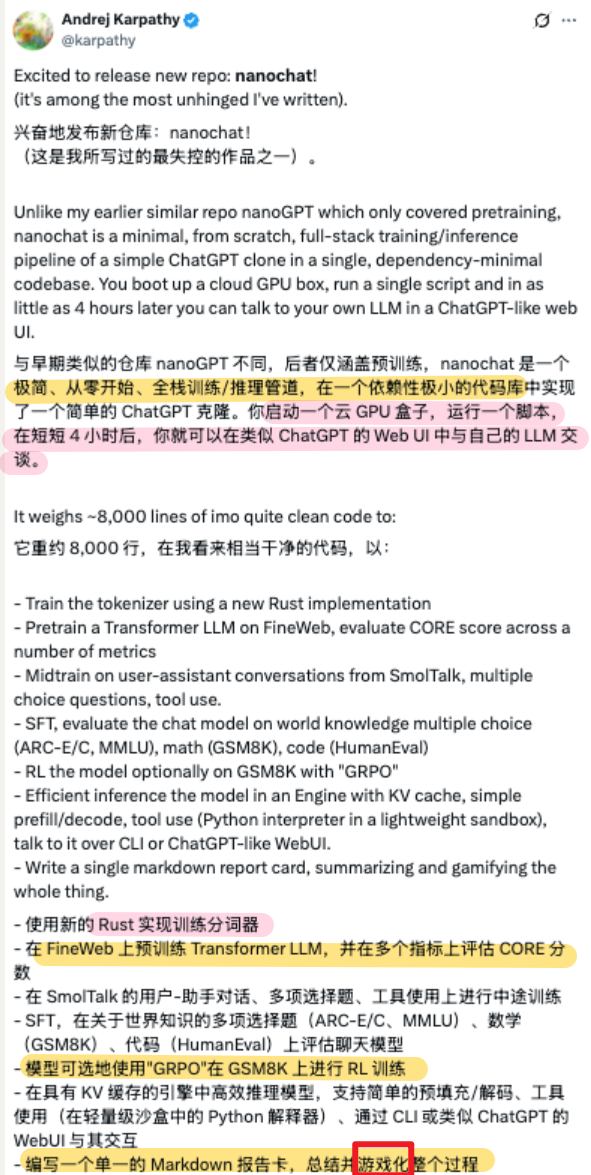 Andrej Karpathy
@karpathy
Excited to release new repo: nanochat!
(it's among the most unhinged I've written).
兴奋地发布新仓库：nanochat!
（这是我所写过的最失控的作品之一）。
Unlike my earlier similar repo nanoGPT which only covered pretraining,
nanochat is a minimal, from scratch, full-stack training/inference
pipeline of a simple ChatGPT clone in a single, dependency-minimal
codebase. You boot up a cloud GPU box, run a single script and in as
little as 4 hours later you can talk to your own LLM in a ChatGPT-like web
UI.
与早期类似的仓库 nanoGPT 不同，后者仅涵盖预训练，nanochat 是一个
极简、从零开始、全栈训练/推理管道，在一个依赖性极小的代码库中实现
了一个简单的 ChatGPT 克隆。你启动一个云 GPU 盒子，运行一个脚本，
在短短 4 小时后，你就可以在类似 ChatGPT 的 Web UI 中与自己的 LLM 交
谈。
It weighs ~8,000 lines of imo quite clean code to:
它重约 8,000 行，在我看来相当干净的代码，以：
- Train the tokenizer using a new Rust implementation
- Pretrain a Transformer LLM on FineWeb, evaluate CORE score across a
number of metrics
- Midtrain on user-assistant conversations from SmolTalk, multiple
choice questions, tool use.
- SFT, evaluate the chat model on world knowledge multiple choice
(ARC-E/C, MMLU), math (GSM8K), code (HumanEval)
- RL the model optionally on GSM8K with "GRPO"
- Efficient inference the model in an Engine with KV cache, simple
prefill/decode, tool use (Python interpreter in a lightweight sandbox),
talk to it over CLI or ChatGPT-like WebUI.
- Write a single markdown report card, summarizing and gamifying the
whole thing.
- 使用新的 Rust 实现训练分词器
- 在 FineWeb 上预训练 Transformer LLM，并在多个指标上评估 CORE 分
数
- 在 SmolTalk 的用户-助手对话、多项选择题、工具使用上进行中途训练
- SFT，在关于世界知识的多项选择题（ARC-E/C、MMLU）、数学
（GSM8K）、代码（HumanEval）上评估聊天模型
- 模型可选地使用"GRPO"在 GSM8K 上进行 RL 训练
- 在具有 KV 缓存的引擎中高效推理模型，支持简单的预填充/解码、工具
使用（在轻量级沙盒中的 Python 解释器）、通过 CLI 或类似 ChatGPT 的
WebUI 与其交互
- 编写一个单一的 Markdown 报告卡，总结并游戏化整个过程